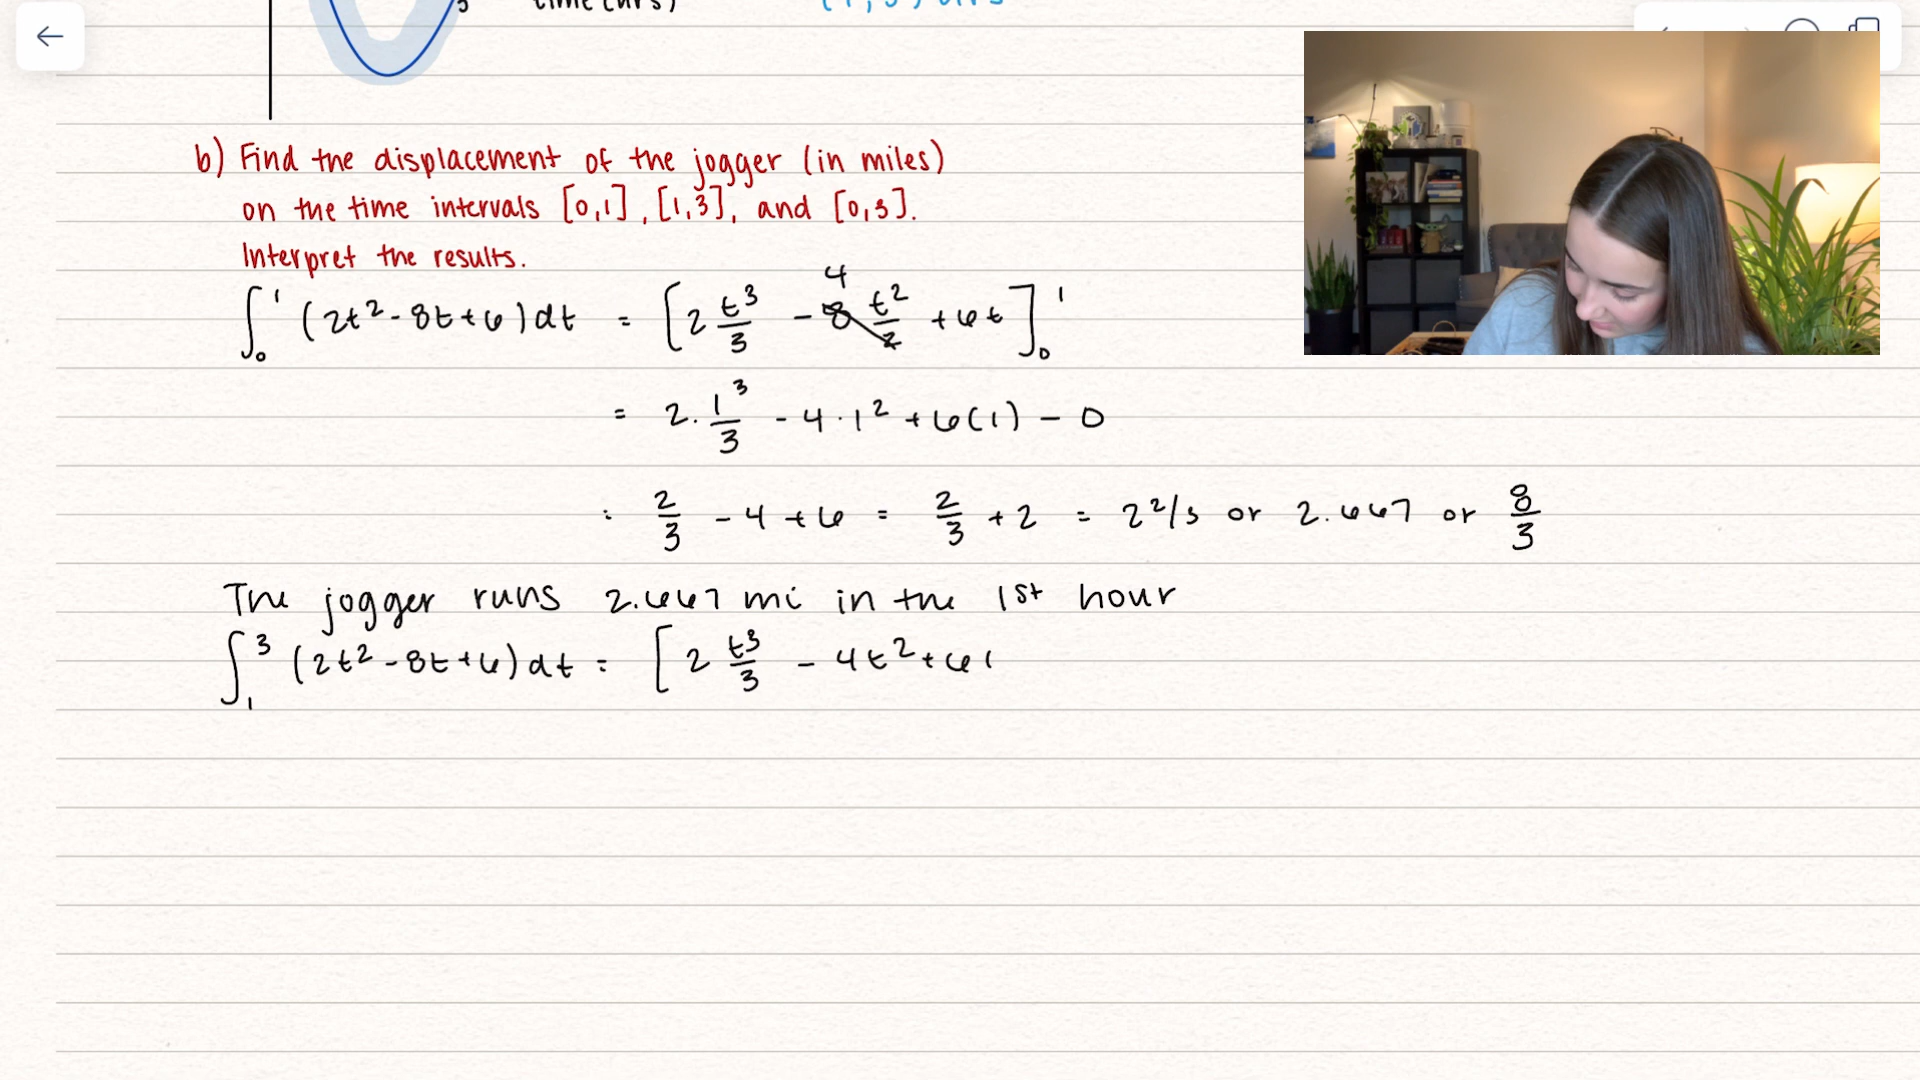 3 time (hrs)
b) Find the displacement of the jogger (in miles)
on the time intervals [0,1], [1,3], and [0,3].
Interpret the results.
∫₀¹ (2t² - 8t + 6) dt = [2 t³/3 - 8 t²/2 + 6t]₀¹
4
= 2 · 1³/3 - 4 · 1² + 6(1) - 0
: 2/3 - 4 + 6 = 2/3 + 2 = 2 2/3 or 2.667 or 8/3
The jogger runs 2.667 mi in the 1st hour
∫₁³ (2t² - 8t + 6) dt = [2 t³/3 - 4t² + 6